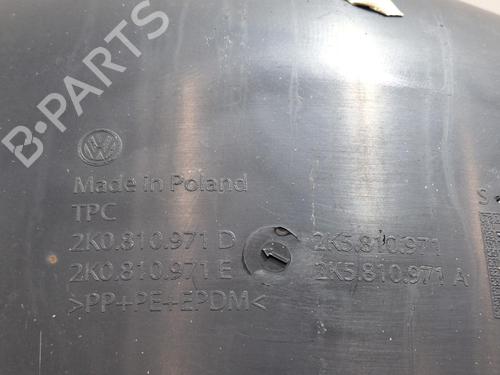 B-PARTS
Made in Poland
TPC
2K0.810.971 D 2K5.810.971
2K0.810.971 E 2K5.810.971 A
>PP+PE+EPDM<
S